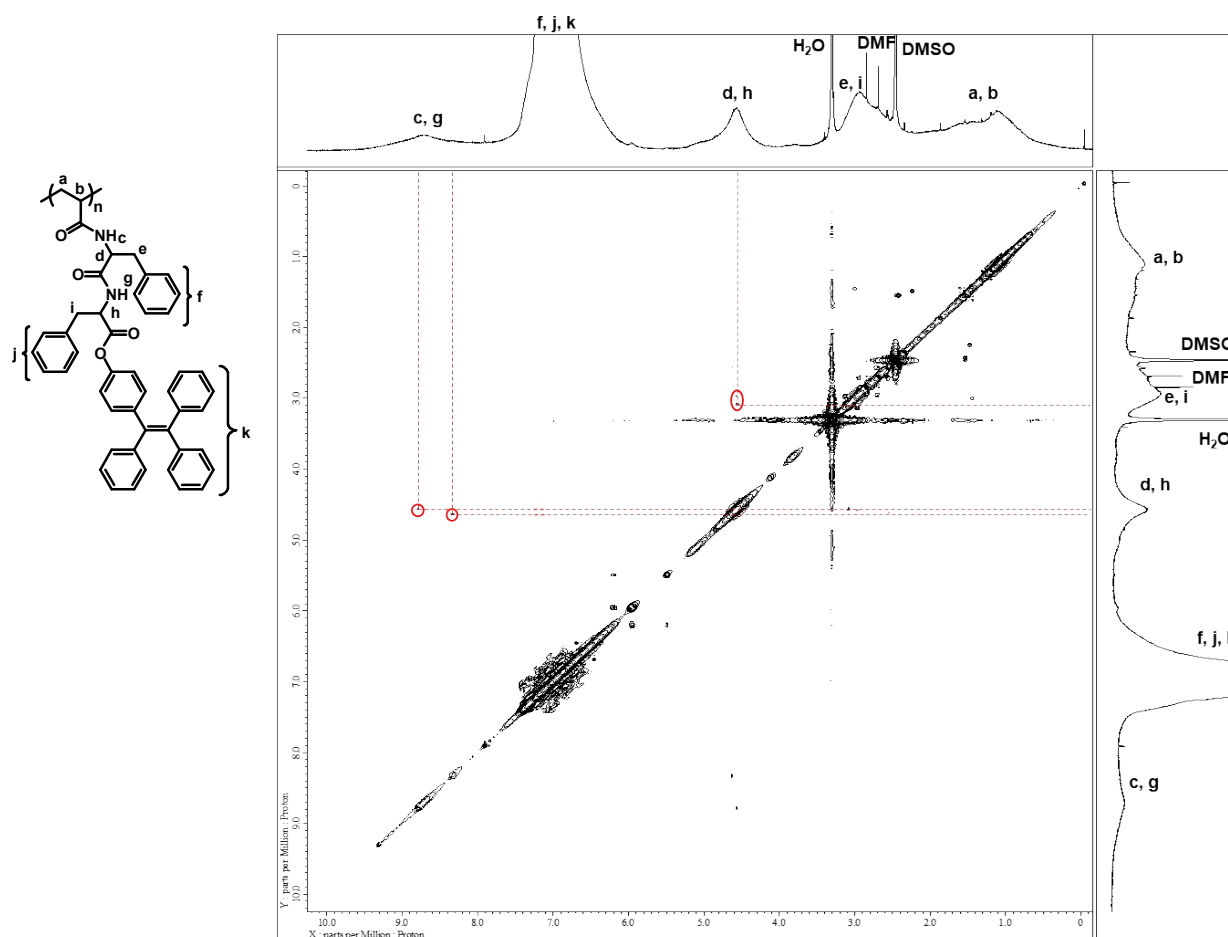 f, j, k
H₂O
DMF
DMSO
e, i
d, h
a, b
c, g
a
b
n
O
NH
c
d
e
O
g
NH
f
i
h
O
j
O
k
0
1.0
2.0
3.0
4.0
5.0
6.0
7.0
8.0
9.0
10.0
Y : parts per Million : Proton
10.0 9.0 8.0 7.0 6.0 5.0 4.0 3.0 2.0 1.0 0
X : parts per Million : Proton
a, b
DMSO
DMF
e, i
H₂O
d, h
f, j,
c, g